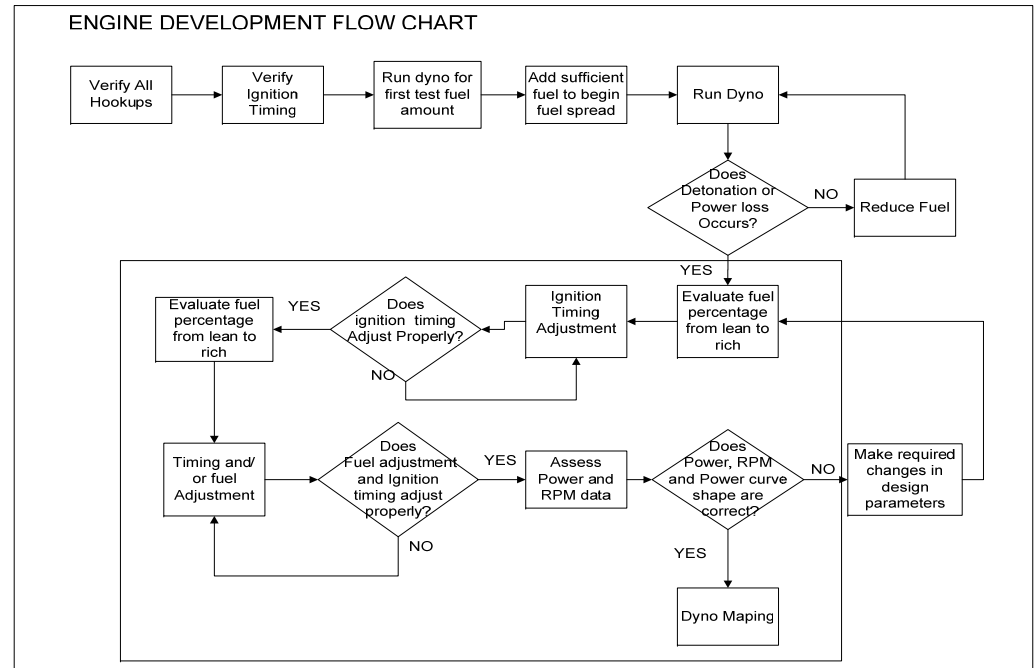 ENGINE DEVELOPMENT FLOW CHART
Verify All
Hookups
Verify
Ignition
Timing
Run dyno for
first test fuel
amount
Add sufficient
fuel to begin
fuel spread
Run Dyno
Does
Detonation or
Power loss
Occurs?
NO
Reduce Fuel
YES
Evaluate fuel
percentage
from lean to
rich
Ignition
Timing
Adjustment
Does
ignition timing
Adjust Properly?
NO
YES
Evaluate fuel
percentage
from lean to
rich
Timing and/
or fuel
Adjustment
Does
Fuel adjustment
and Ignition
timing adjust
properly?
NO
YES
Assess
Power and
RPM data
Does
Power, RPM
and Power curve
shape are
correct?
NO
Make required
changes in
design
parameters
YES
Dyno Maping